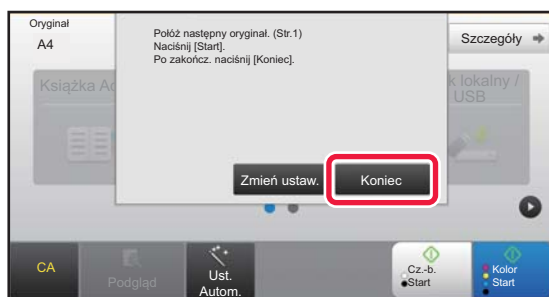 Oryginał
A4
Położ następny oryginał. (Str.1)
Naciśnij [Start].
Po zakończ. naciśnij [Koniec].
Szczegóły
Książka Ad
k lokalny /
USB
Zmień ustaw.
Koniec
CA
Podgląd
Ust.
Autom.
Cz.-b.
Start
Kolor
Start